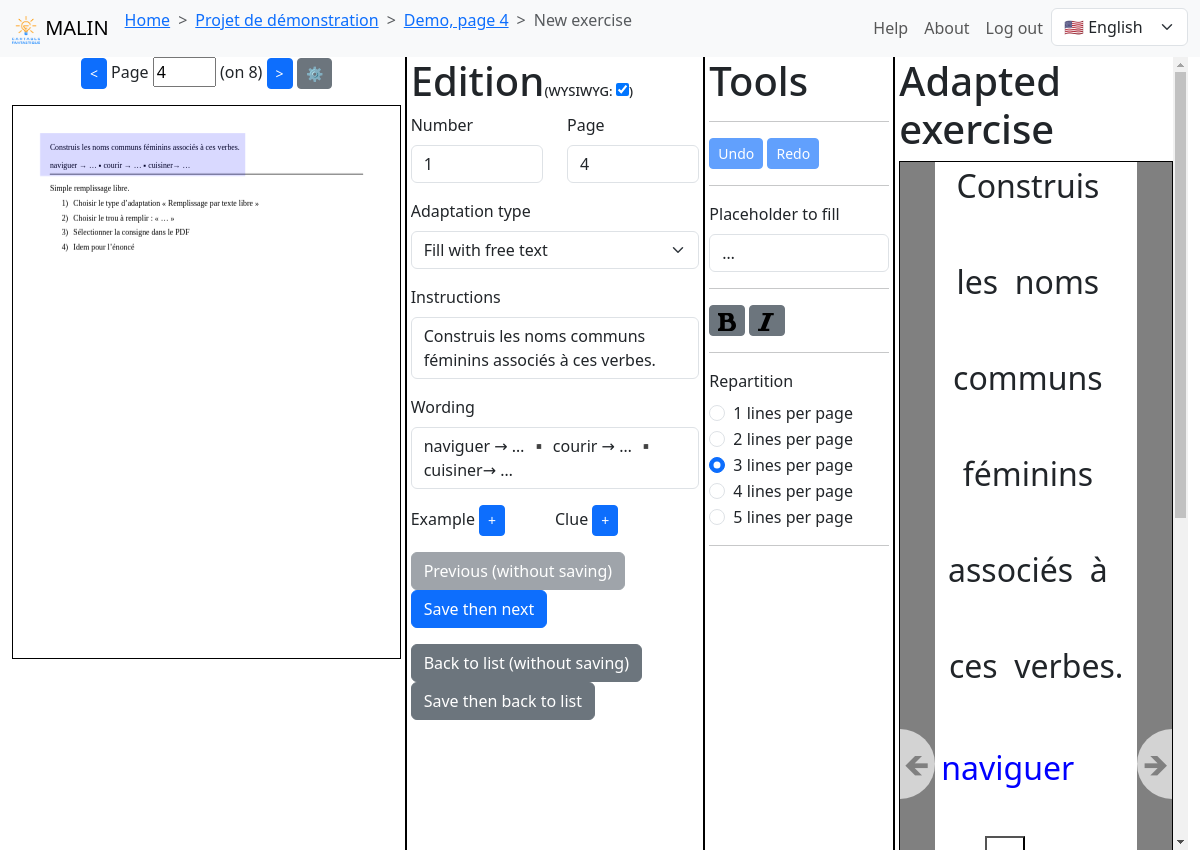 MALIN
Home > Projet de démonstration > Demo, page 4 > New exercise
Help About Log out 🇺🇸 English
< Page 4 (on 8) > ⚙️
Construis les noms communs féminins associés à ces verbes.
naviguer → … ▪ courir → … ▪ cuisiner→ …
Simple remplissage libre.
1) Choisir le type d'adaptation « Remplissage par texte libre »
2) Choisir le trou à remplir : « … »
3) Sélectionner la consigne dans le PDF
4) Idem pour l'énoncé
Edition (WYSIWYG: )
Number Page
1 4
Adaptation type
Fill with free text
Instructions
Construis les noms communs
féminins associés à ces verbes.
Wording
naviguer → … ▪ courir → … ▪
cuisiner→ …
Example + Clue +
Previous (without saving)
Save then next
Back to list (without saving)
Save then back to list
Tools
Undo Redo
Placeholder to fill
…
B I
Repartition
1 lines per page
2 lines per page
3 lines per page
4 lines per page
5 lines per page
Adapted
exercise
Construis
les noms
communs
féminins
associés à
ces verbes.
naviguer